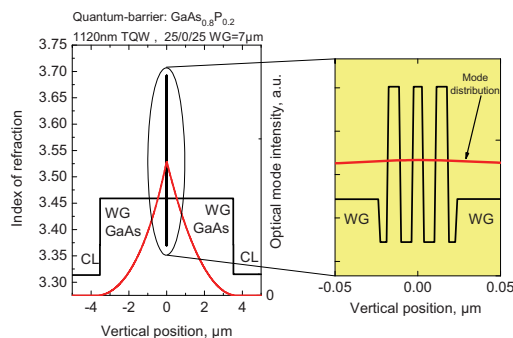 Quantum-barrier: GaAs0.8P0.2
1120nm TQW , 25/0/25 WG=7µm
3.75
3.70
3.65
3.60
3.55
3.50
3.45
3.40
3.35
3.30
Index of refraction
WG
GaAs
WG
GaAs
CL
CL
-4
-2
0
2
4
Vertical position, µm
0
Optical mode intensity, a.u.
Mode
distribution
WG
WG
-0.05
0.00
0.05
Vertical position, µm